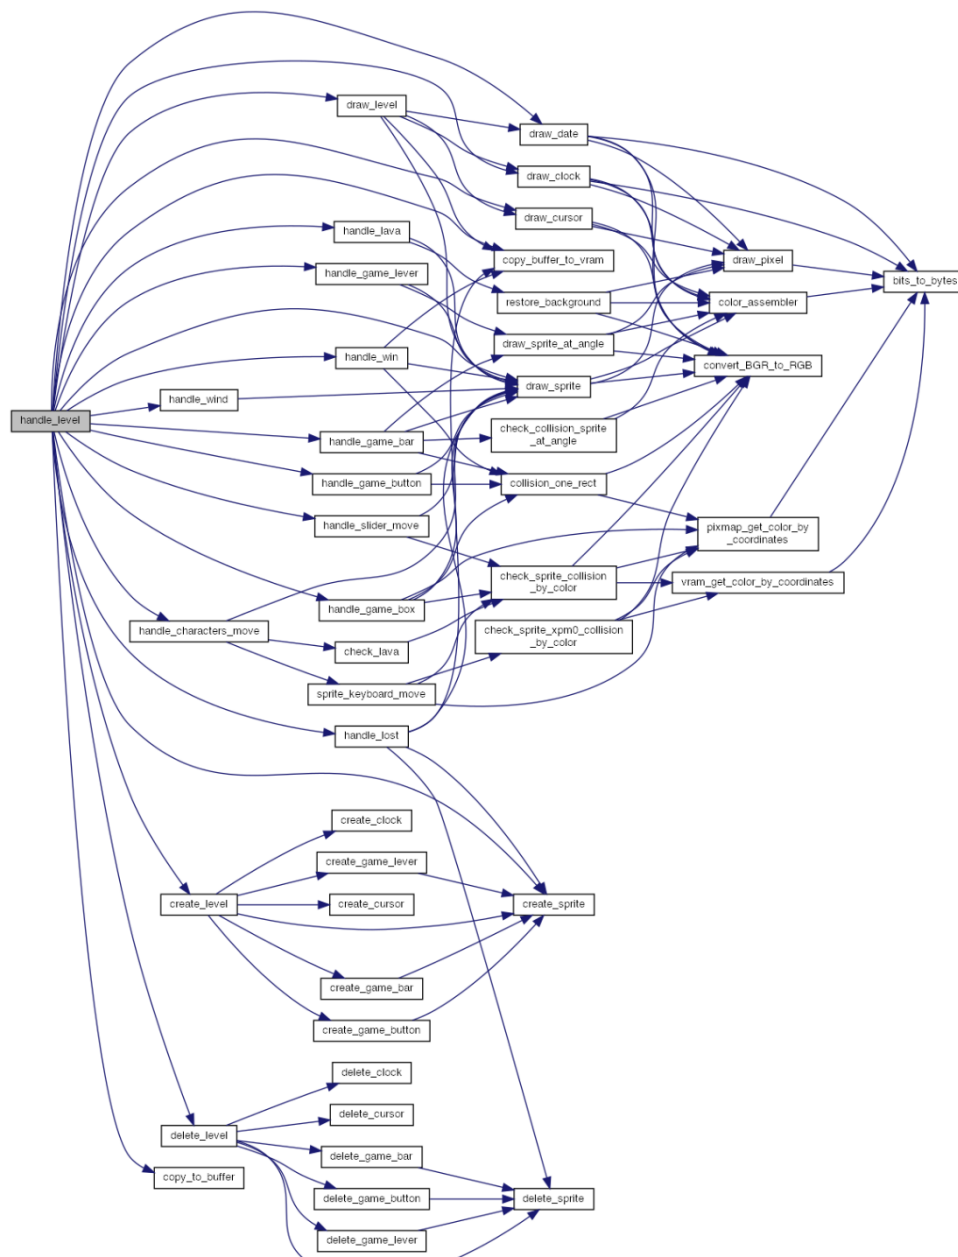 draw_level
draw_date
draw_clock
draw_cursor
handle_lava
copy_buffer_to_vram
draw_pixel
handle_game_lever
bits_to_bytes
restore_background
color_assembler
draw_sprite_at_angle
handle_win
convert_BGR_to_RGB
draw_sprite
handle_wind
handle_level
check_collision_sprite
_at_angle
handle_game_bar
handle_game_button
collision_one_rect
handle_slider_move
pixmap_get_color_by
_coordinates
check_sprite_collision
_by_color
vram_get_color_by_coordinates
handle_game_box
handle_characters_move
check_sprite_xpm0_collision
_by_color
check_lava
sprite_keyboard_move
handle_lost
create_clock
create_game_lever
create_level
create_cursor
create_sprite
create_game_bar
create_game_button
delete_clock
delete_cursor
delete_level
delete_game_bar
copy_to_buffer
delete_game_button
delete_sprite
delete_game_lever